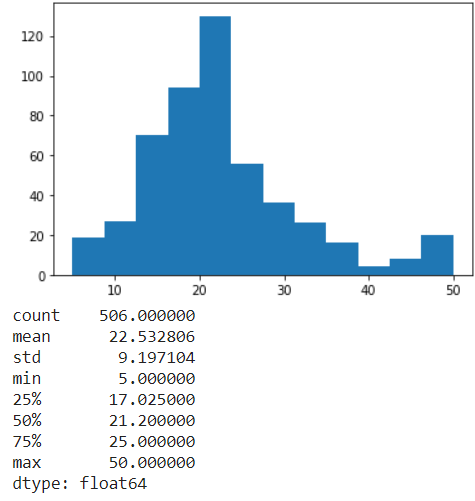 120
100
80
60
40
20
0
10 20 30 40 50
count 506.000000
mean 22.532806
std 9.197104
min 5.000000
25% 17.025000
50% 21.200000
75% 25.000000
max 50.000000
dtype: float64